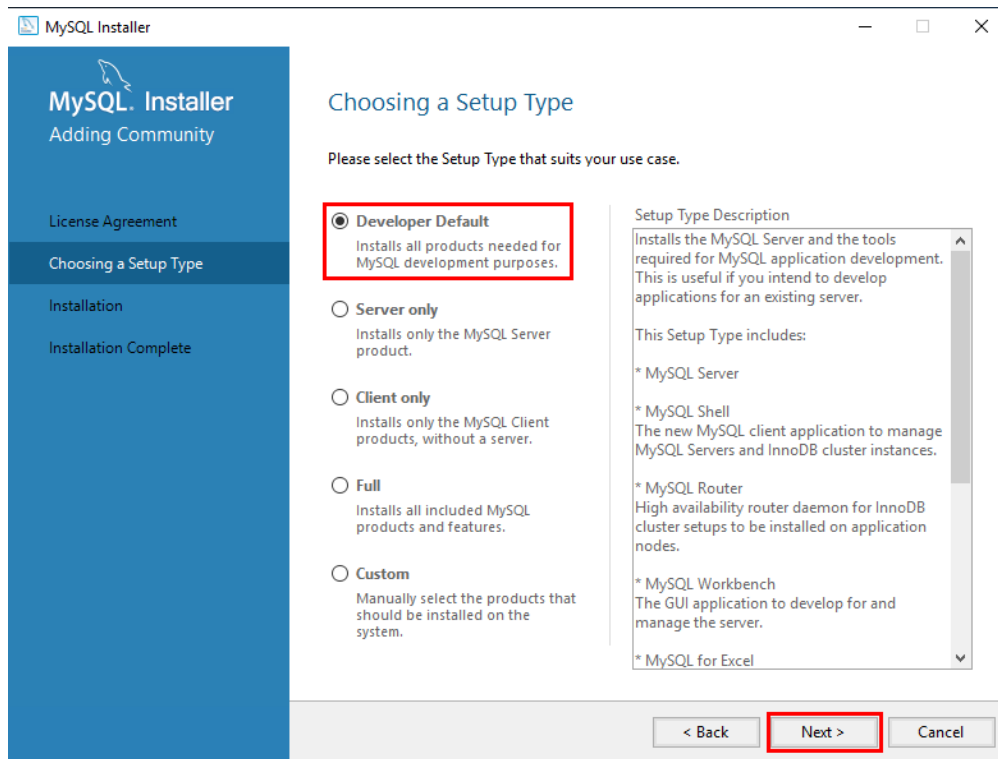 MySQL Installer
MySQL. Installer
Adding Community
License Agreement
Choosing a Setup Type
Installation
Installation Complete
Choosing a Setup Type
Please select the Setup Type that suits your use case.
Developer Default
Installs all products needed for
MySQL development purposes.
Server only
Installs only the MySQL Server
product.
Client only
Installs only the MySQL Client
products, without a server.
Full
Installs all included MySQL
products and features.
Custom
Manually select the products that
should be installed on the
system.
Setup Type Description
Installs the MySQL Server and the tools
required for MySQL application development.
This is useful if you intend to develop
applications for an existing server.
This Setup Type includes:
* MySQL Server
* MySQL Shell
The new MySQL client application to manage
MySQL Servers and InnoDB cluster instances.
* MySQL Router
High availability router daemon for InnoDB
cluster setups to be installed on application
nodes.
* MySQL Workbench
The GUI application to develop for and
manage the server.
* MySQL for Excel
< Back
Next >
Cancel